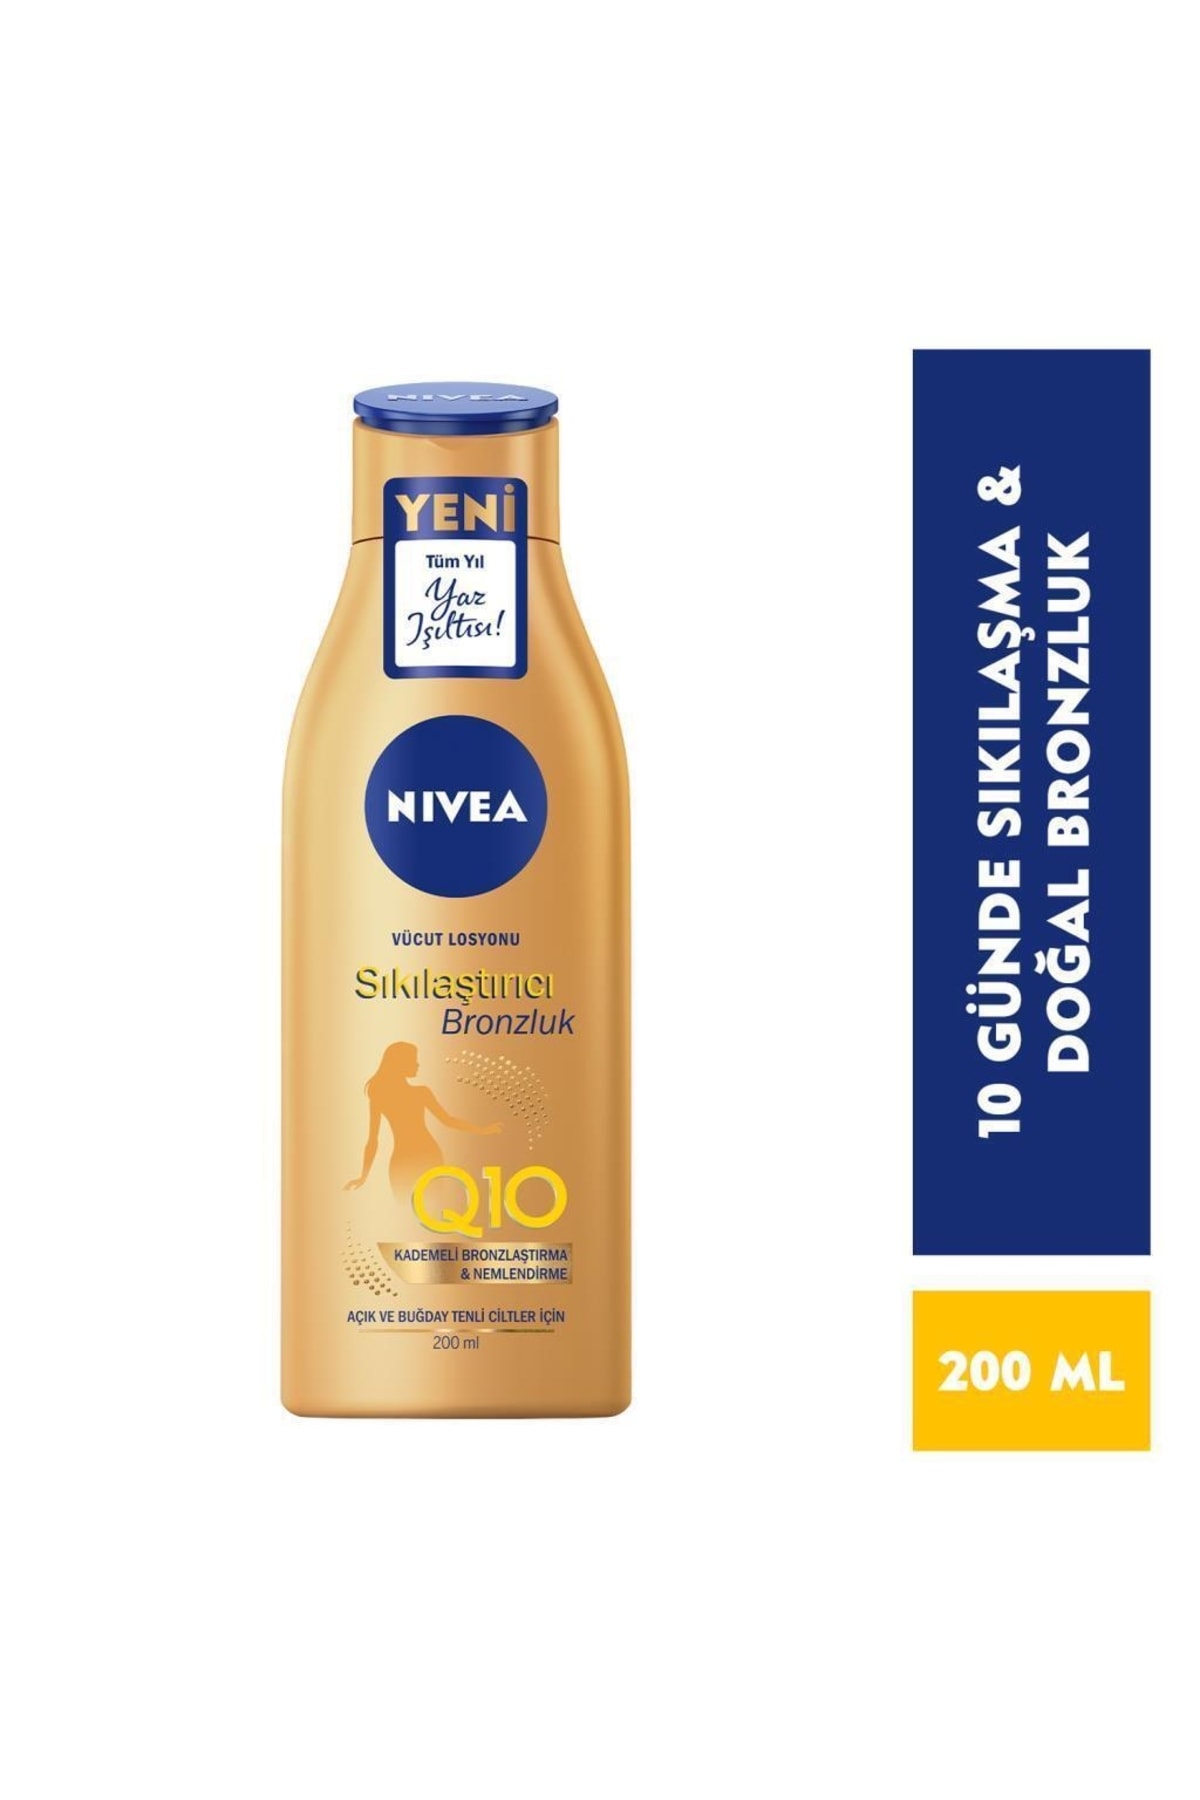 NIVEA
YENİ
Tüm Yıl
Yaz
Işıltısı!
NIVEA
VÜCUT LOSYONU
Sıkılaştırıcı
Bronzluk
Q10
KADEMELİ BRONZLAŞTIRMA
& NEMLENDİRME
AÇIK VE BUĞDAY TENLİ CİLTLER İÇİN
200 ml
10 GÜNDE SIKILAŞMA &
DOĞAL BRONZLUK
200 ML